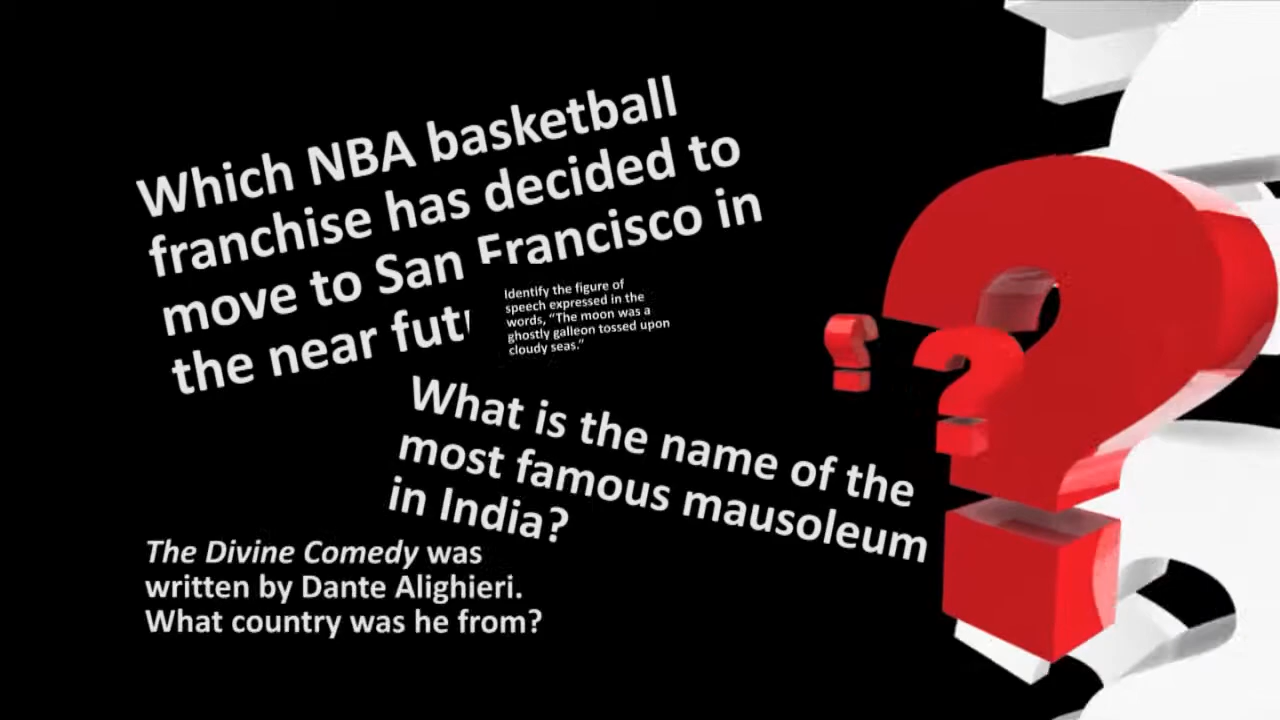 Which NBA basketball
franchise has decided to
move to San Francisco in
the near
Identify the figure of
speech expressed in the
words, “The moon was a
ghostly galleon tossed upon
cloudy seas.”
What is the name of the
most famous mausoleum
in India?
The Divine Comedy was
written by Dante Alighieri.
What country was he from?